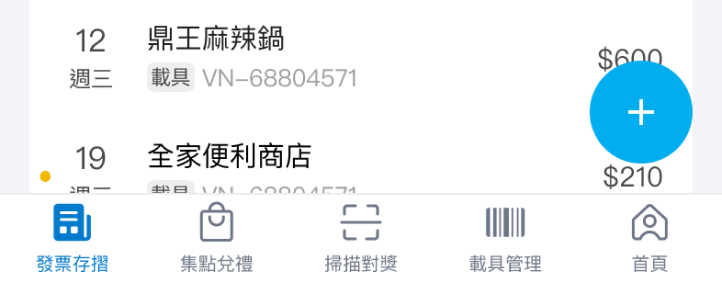 12
鼎王麻辣鍋
$600
週三
載具 VN-68804571
19
全家便利商店
$210
週三
載具 VN-68804571
發票存摺
集點兌禮
掃描對獎
載具管理
首頁